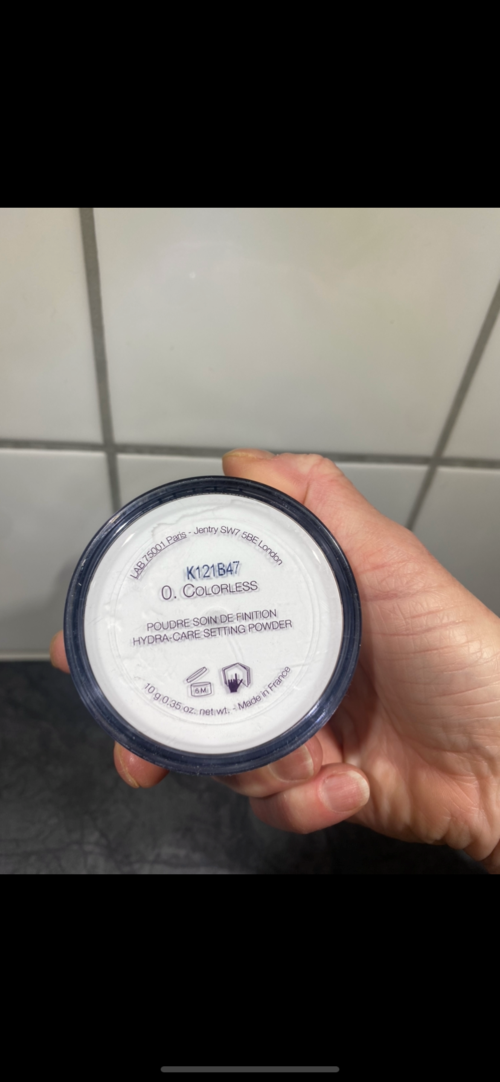 LAB 75001 Paris - Jentry SW7 5BE London
K121B47
0. COLORLESS
POUDRE SOIN DE FINITION
HYDRA-CARE SETTING POWDER
6M
10 g.0.35 oz. net wt. - Made in France